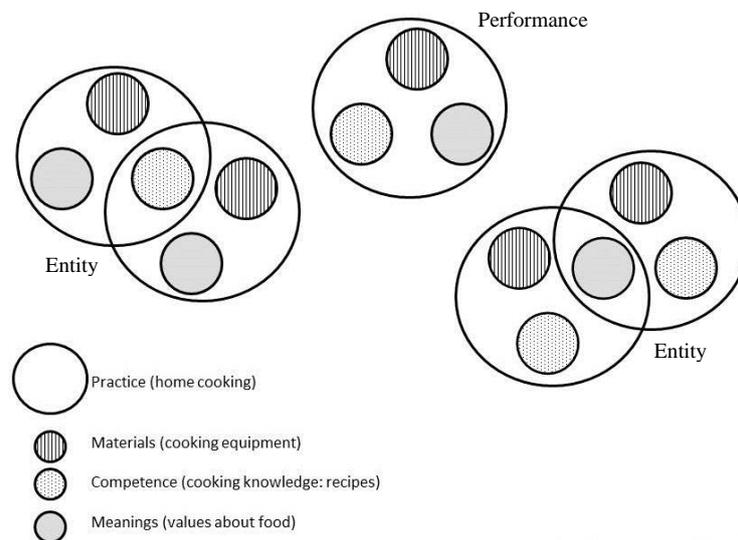 Performance
Entity
Entity
Practice (home cooking)
Materials (cooking equipment)
Competence (cooking knowledge: recipes)
Meanings (values about food)